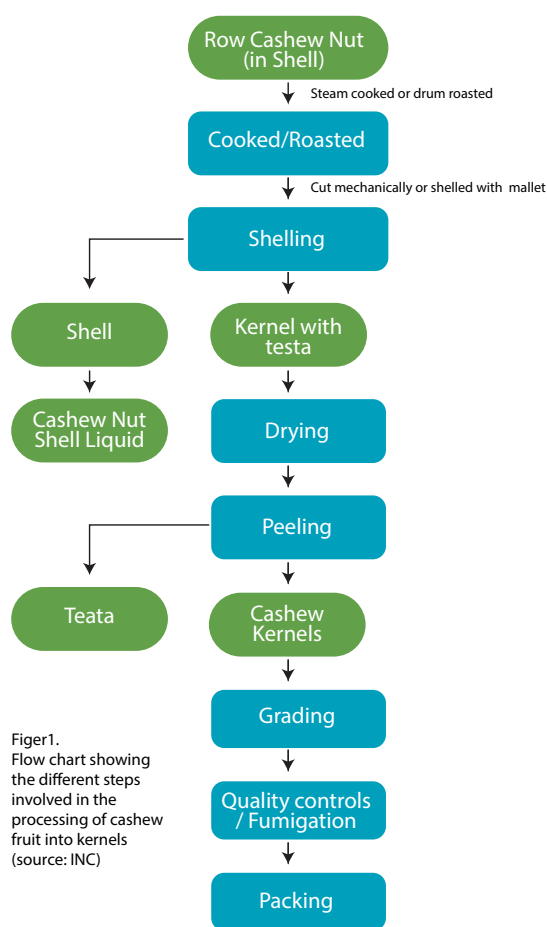 Row Cashew Nut
(in Shell)
Steam cooked or drum roasted
Cooked/Roasted
Cut mechanically or shelled with mallet
Shelling
Shell
Kernel with
testa
Cashew Nut
Shell Liquid
Drying
Peeling
Teata
Cashew
Kernels
Grading
Figer1.
Flow chart showing
the different steps
involved in the
processing of cashew
fruit into kernels
(source: INC)
Quality controls
/ Fumigation
Packing